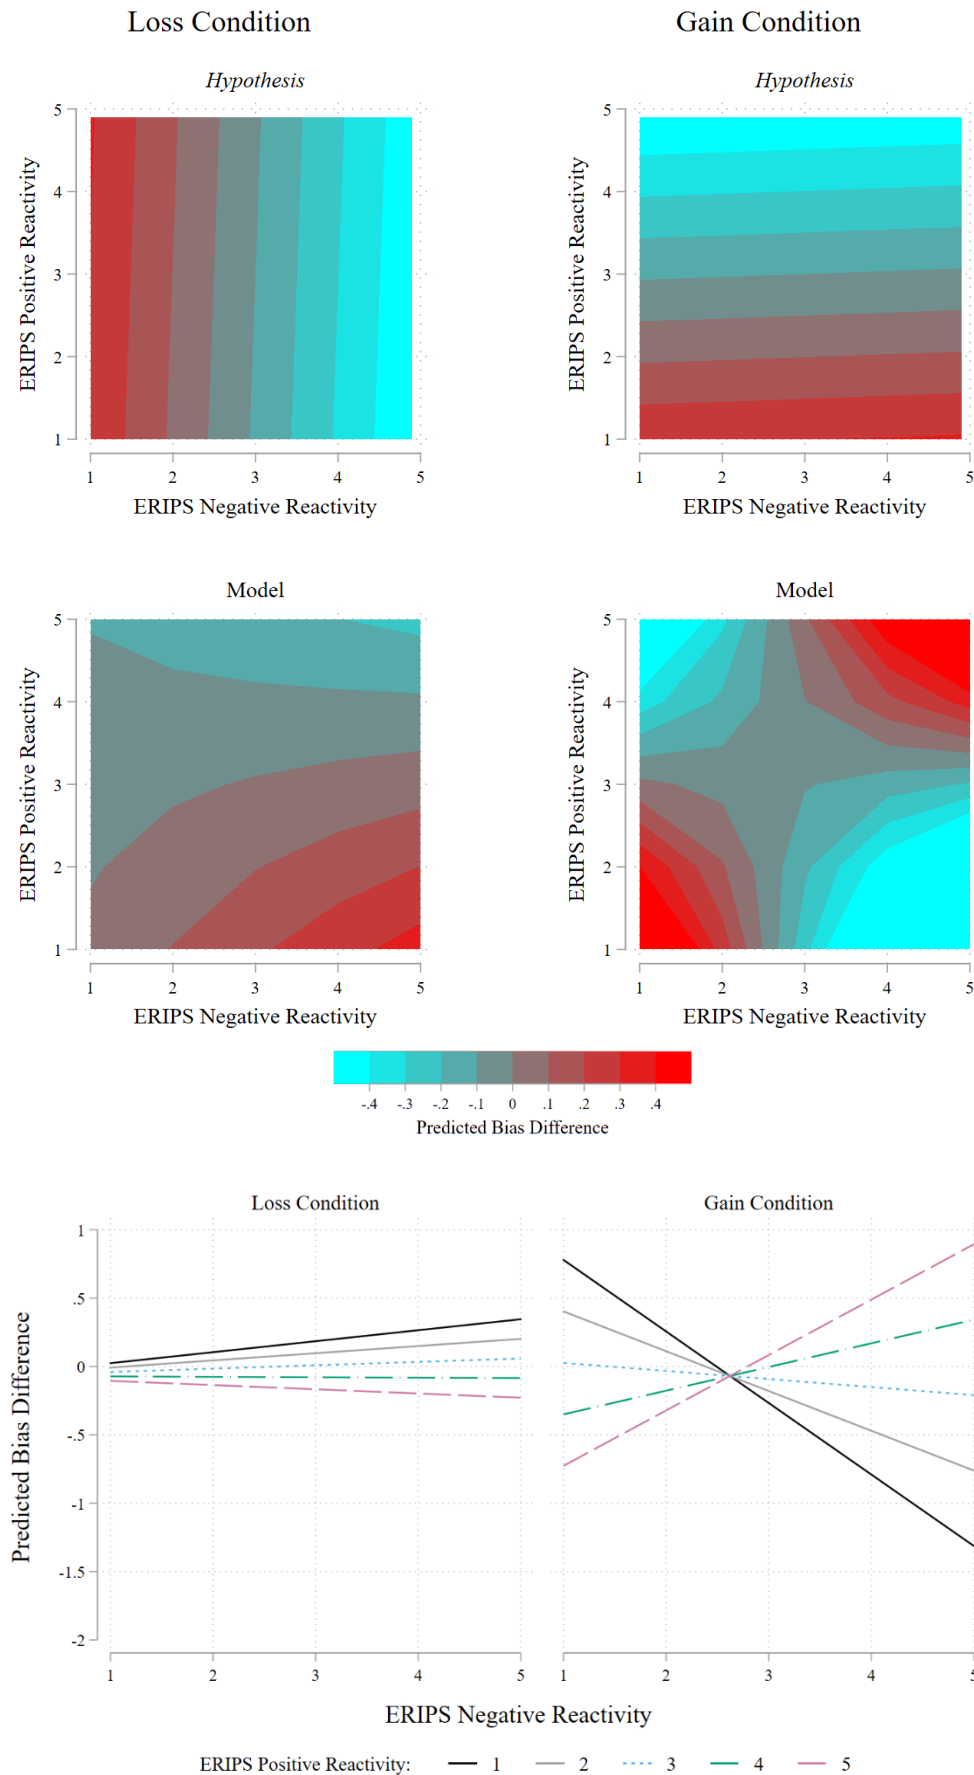 Loss Condition Gain Condition
Hypothesis Hypothesis
ERIPS Positive Reactivity
5
4
3
2
1
1 2 3 4 5
ERIPS Negative Reactivity
ERIPS Positive Reactivity
5
4
3
2
1
1 2 3 4 5
ERIPS Negative Reactivity
Model Model
ERIPS Positive Reactivity
5
4
3
2
1
1 2 3 4 5
ERIPS Negative Reactivity
ERIPS Positive Reactivity
5
4
3
2
1
1 2 3 4 5
ERIPS Negative Reactivity
-.4 -.3 -.2 -.1 0 .1 .2 .3 .4
Predicted Bias Difference
Loss Condition Gain Condition
Predicted Bias Difference
1
.5
0
-.5
-1
-1.5
-2
1 2 3 4 5 1 2 3 4 5
ERIPS Negative Reactivity
ERIPS Positive Reactivity: 1 2 3 4 5